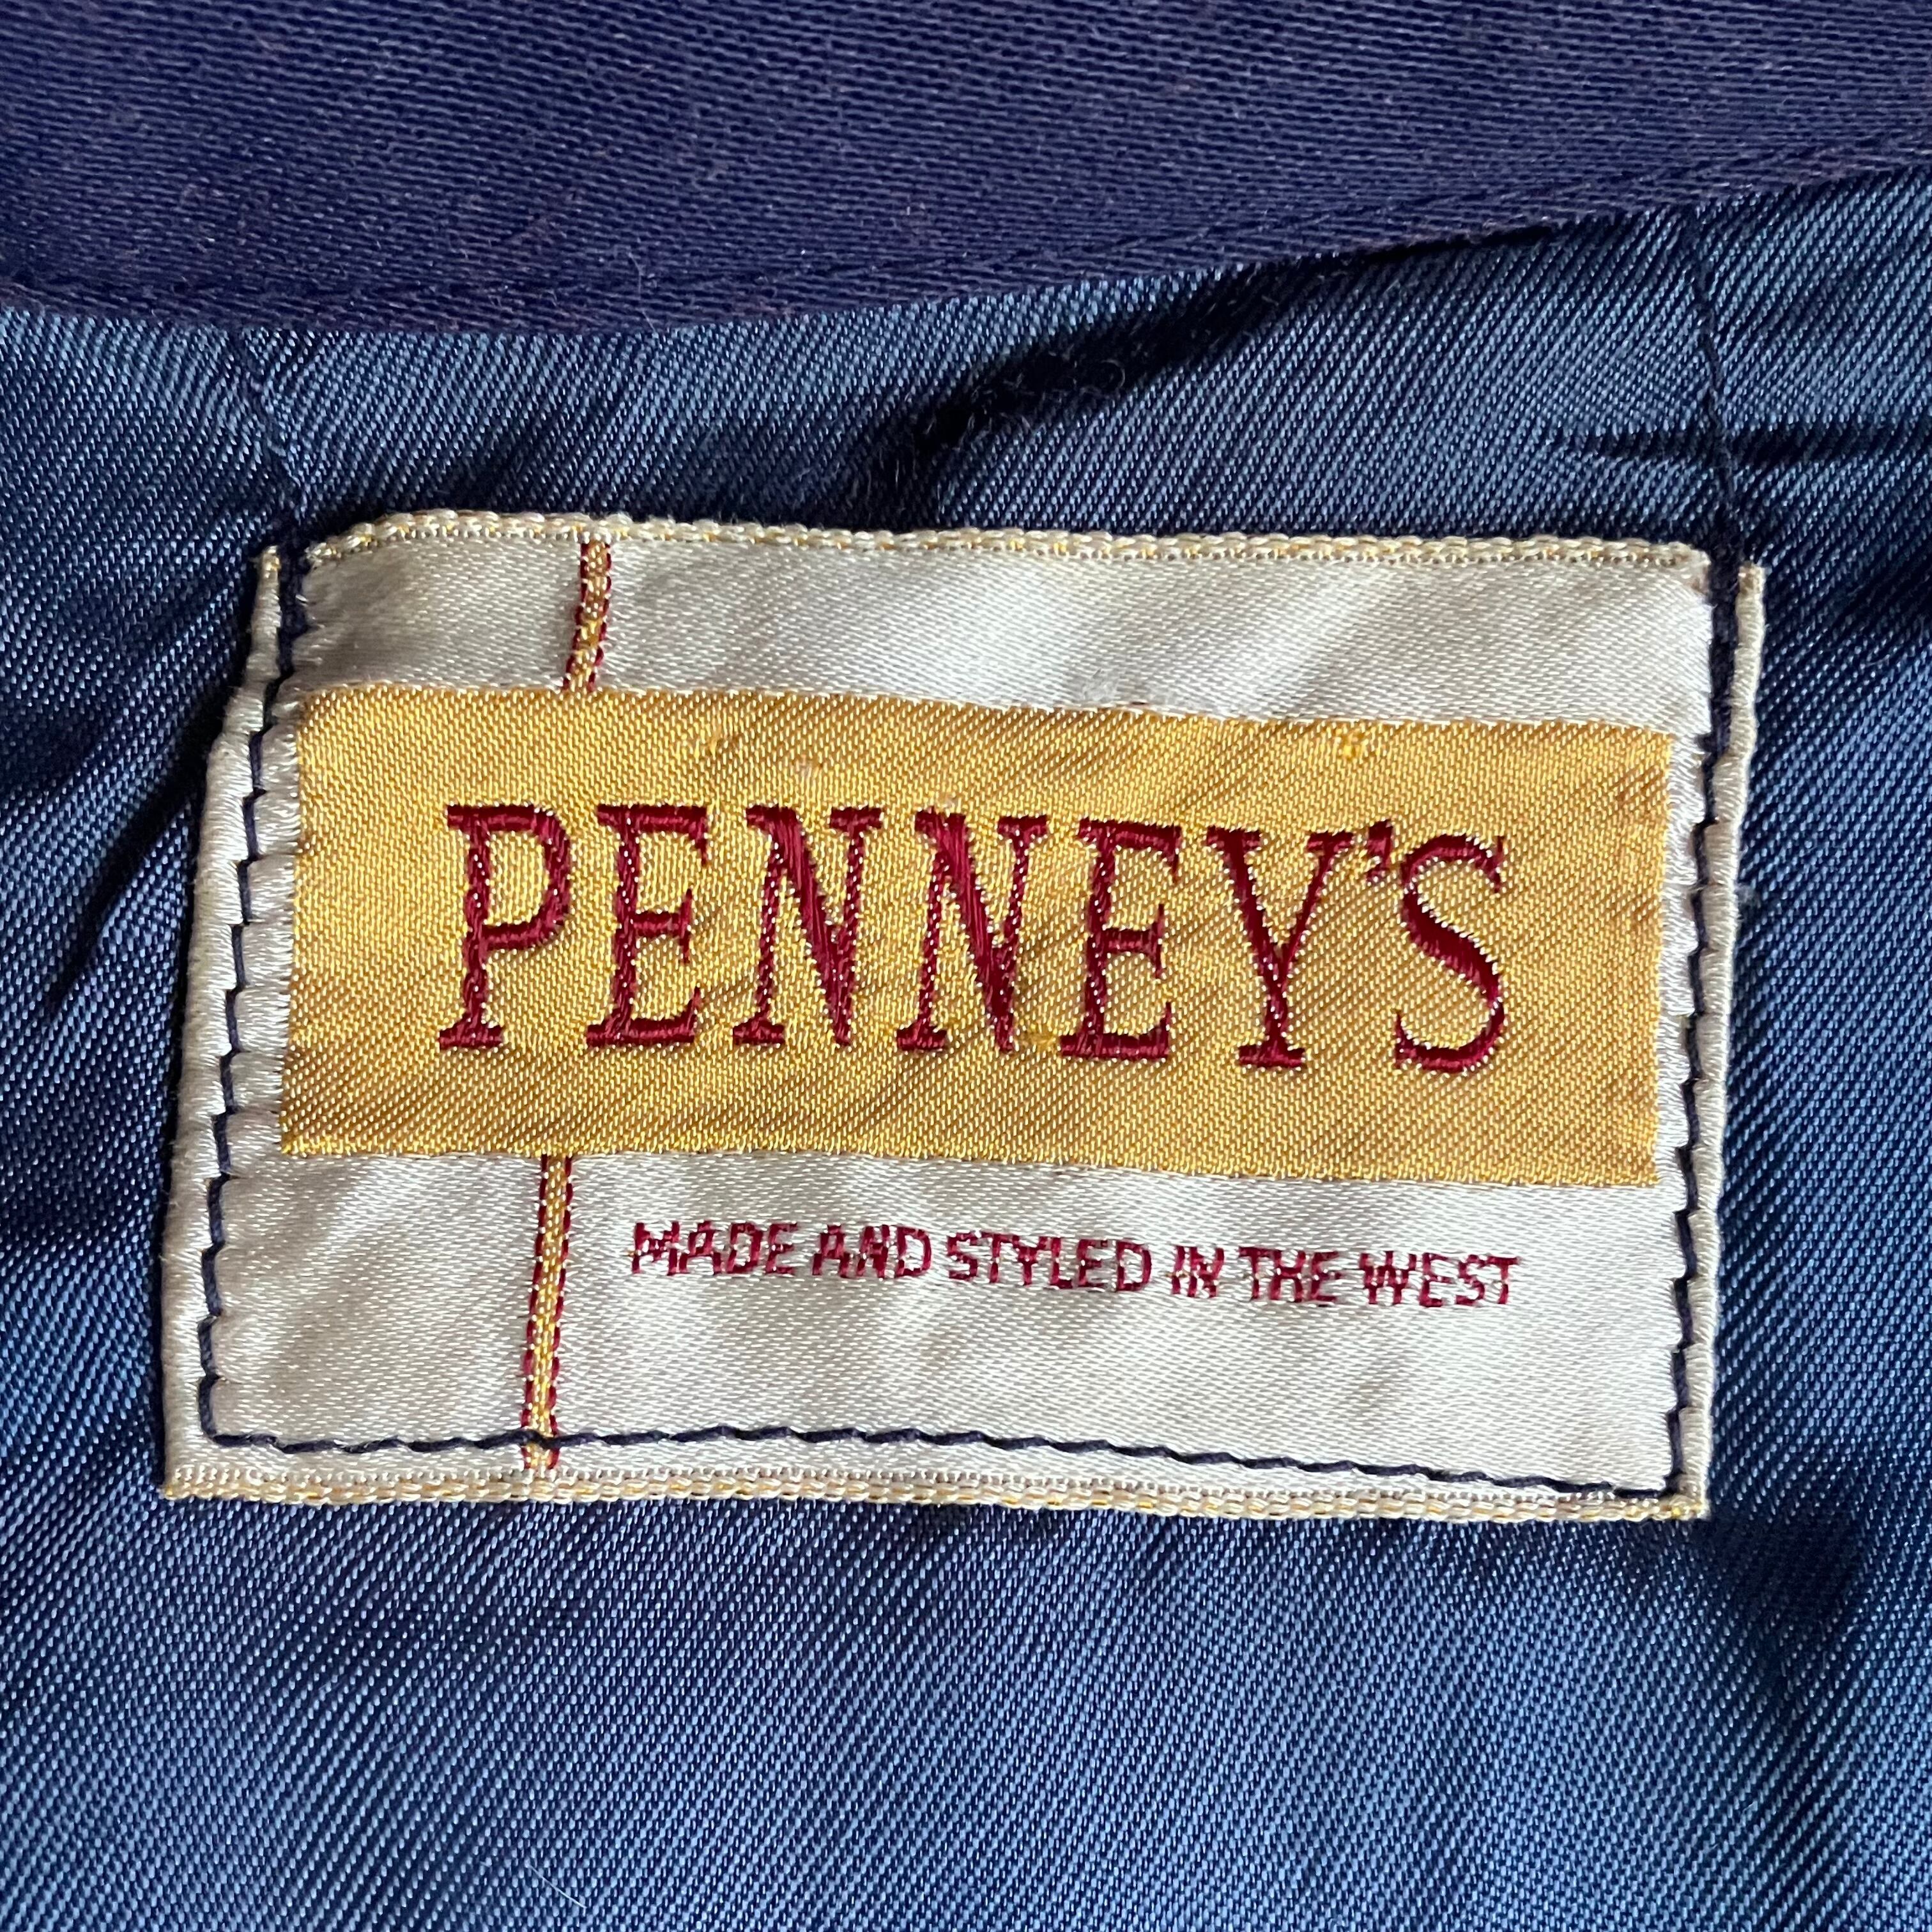 PENNEY'S
MADE AND STYLED IN THE WEST